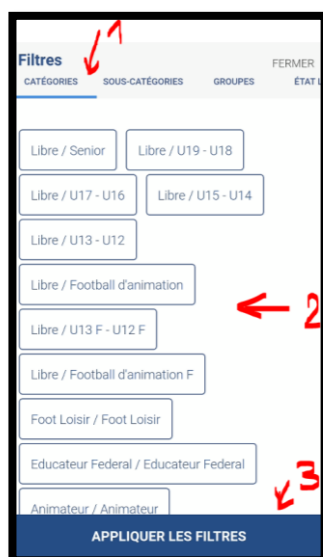 1
Filtres
FERMER
CATÉGORIES SOUS-CATÉGORIES GROUPES ÉTAT L
Libre / Senior Libre / U19 - U18
Libre / U17 - U16 Libre / U15 - U14
Libre / U13 - U12
Libre / Football d'animation
2
Libre / U13 F - U12 F
Libre / Football d'animation F
Foot Loisir / Foot Loisir
Educateur Federal / Educateur Federal
3
Animateur / Animateur
APPLIQUER LES FILTRES